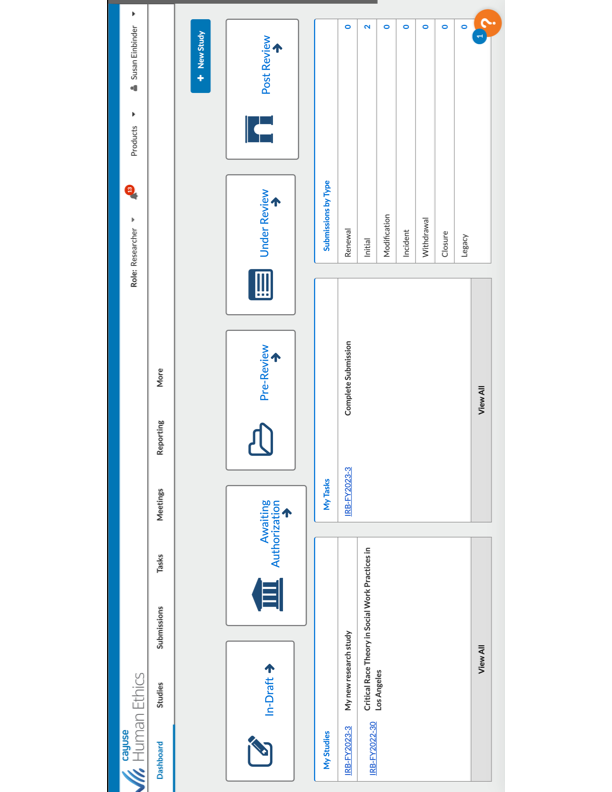 cayuse
Human Ethics
Role: Researcher
13
Products
Susan Einbinder
Dashboard
Studies
Submissions
Tasks
Meetings
Reporting
More
+ New Study
In-Draft
Awaiting
Authorization
Pre-Review
Under Review
Post Review
My Studies
IRB-FY2023-3 My new research study
IRB-FY2022-30 Critical Race Theory in Social Work Practices in
Los Angeles
View All
My Tasks
IRB-FY2023-3 Complete Submission
View All
Submissions by Type
Renewal 0
Initial 2
Modification 0
Incident 0
Withdrawal 0
Closure 0
Legacy 0
1
?